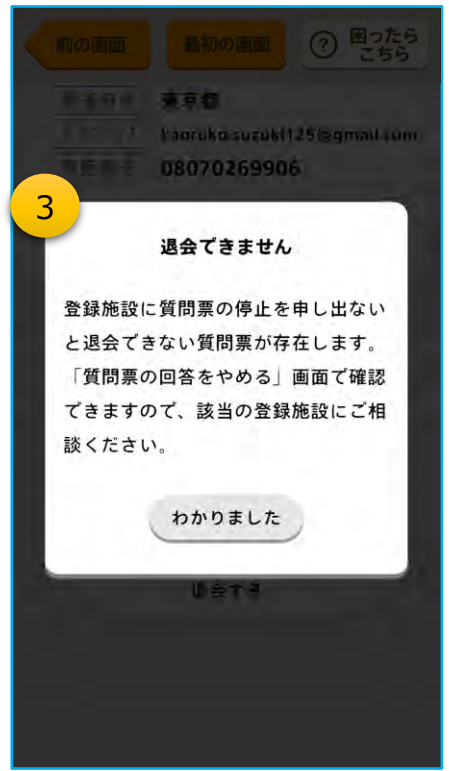 前の画面
最初の画面
?
困ったら
こちら
東京都
kaoruko.suzuki125@gmail.com
08070269906
3
退会できません
登録施設に質問票の停止を申し出ない
と退会できない質問票が存在します。
「質問票の回答をやめる」画面で確認
できますので、該当の登録施設にご相
談ください。
わかりました
退会する